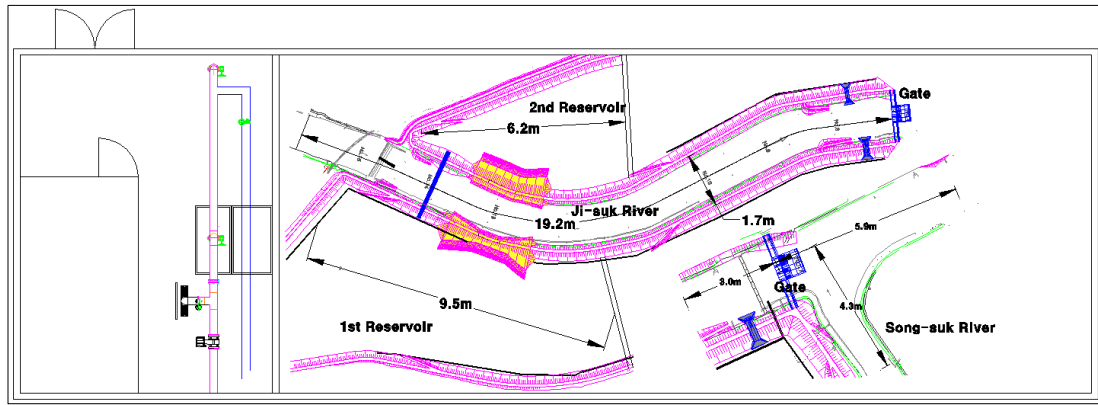 Gate
2nd Reservoir
6.2m
Ji-suk River
19.2m
1.7m
5.9m
3.0m
Gate
4.3m
9.5m
1st Reservoir
Song-suk River